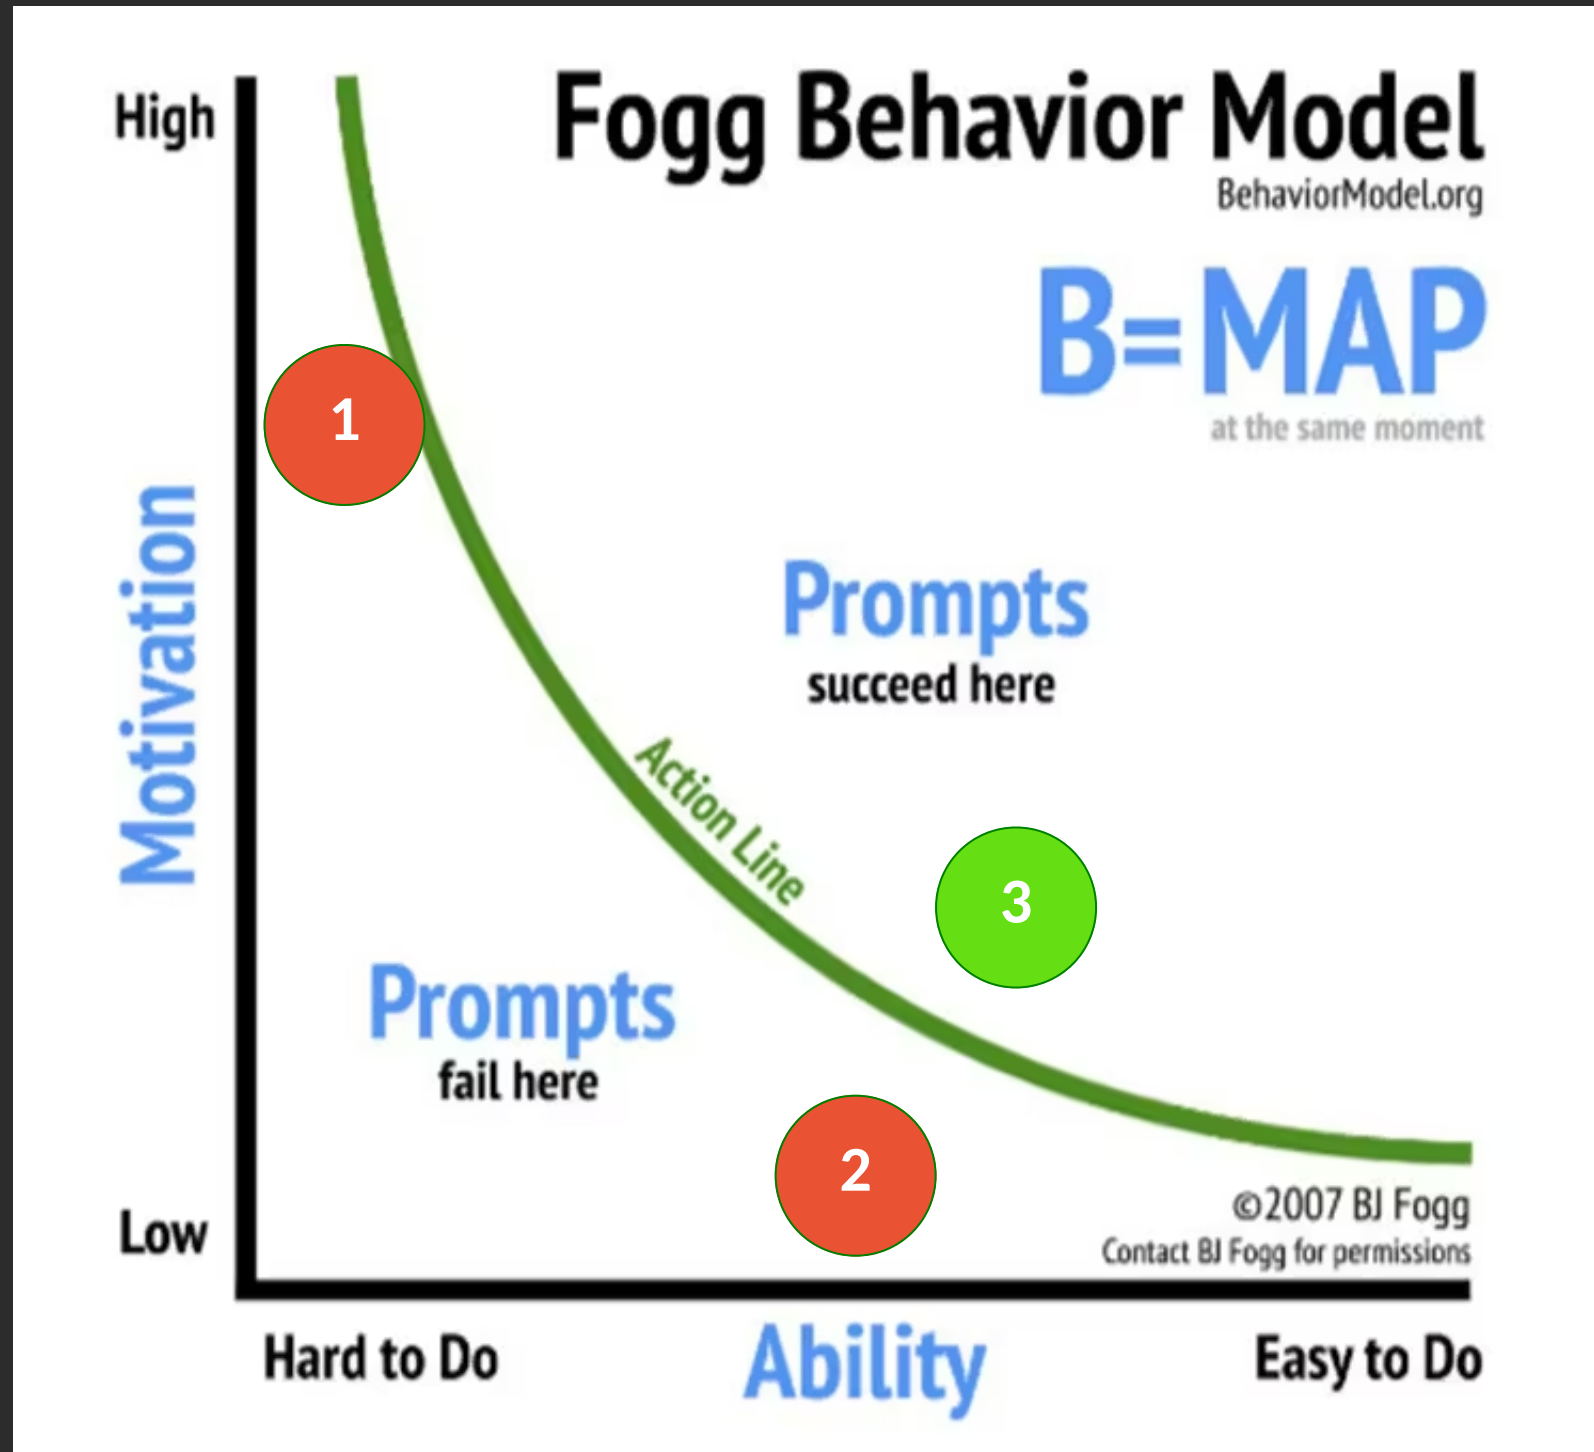 Fogg Behavior Model
BehaviorModel.org
High
B=MAP
at the same moment
1
Motivation
Prompts
succeed here
Action Line
3
Prompts
fail here
2
Low
©2007 BJ Fogg
Contact BJ Fogg for permissions
Hard to Do
Ability
Easy to Do